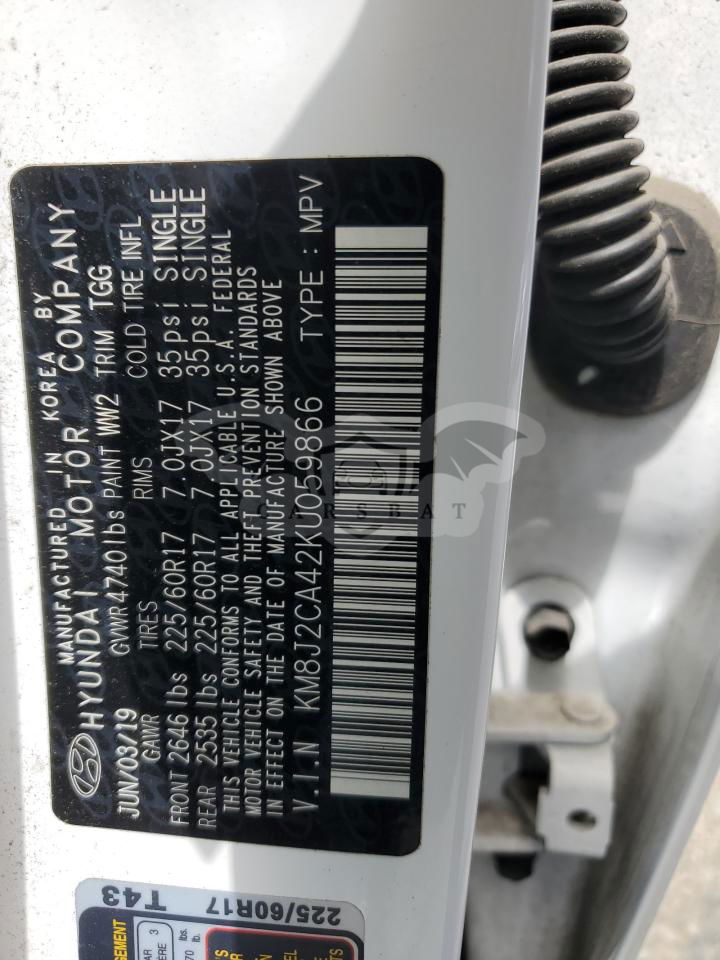 MANUFACTURED IN KOREA BY
HYUNDAI MOTOR COMPANY
JUN/03/19 GVWR4740lbs PAINT WW2 TRIM TGG
GAWR TIRES RIMS COLD TIRE INFL
FRONT 2646 lbs 225/60R17 7.0JX17 35psi SINGLE
REAR 2535 lbs 225/60R17 7.0JX17 35psi SINGLE
THIS VEHICLE CONFORMS TO ALL APPLICABLE U.S.A. FEDERAL
MOTOR VEHICLE SAFETY AND THEFT PREVENTION STANDARDS
IN EFFECT ON THE DATE OF MANUFACTURE SHOWN ABOVE
V.I.N KM8J2CA42KU059866 TYPE : MPV
CARSBAT
225/60R17
T43